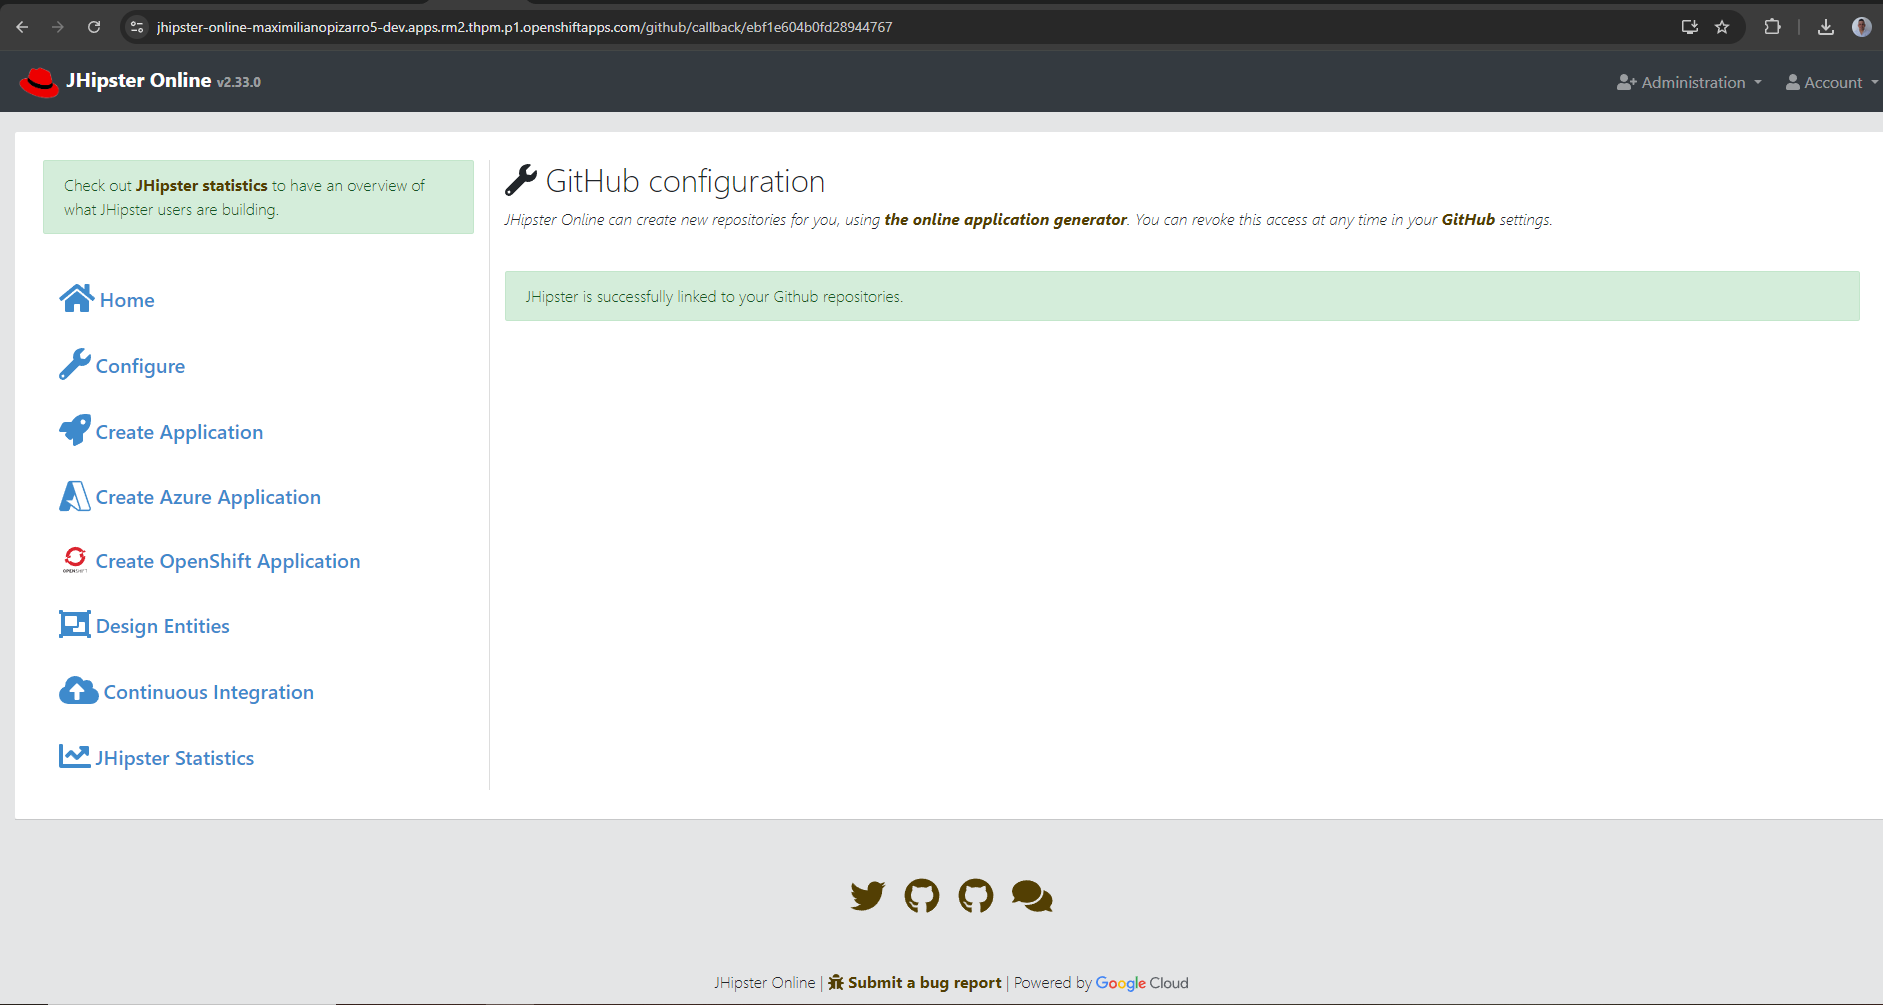 jhipster-online-maximilianopizarro5-dev.apps.rm2.thpm.p1.openshiftapps.com/github/callback/ebf1e604b0fd28944767
JHipster Online v2.33.0
Administration
Account
Check out JHipster statistics to have an overview of
what JHipster users are building.
Home
Configure
Create Application
Create Azure Application
OPENSHIFT
Create OpenShift Application
Design Entities
Continuous Integration
JHipster Statistics
GitHub configuration
JHipster Online can create new repositories for you, using the online application generator. You can revoke this access at any time in your GitHub settings.
JHipster is successfully linked to your Github repositories.
JHipster Online | Submit a bug report | Powered by Google Cloud